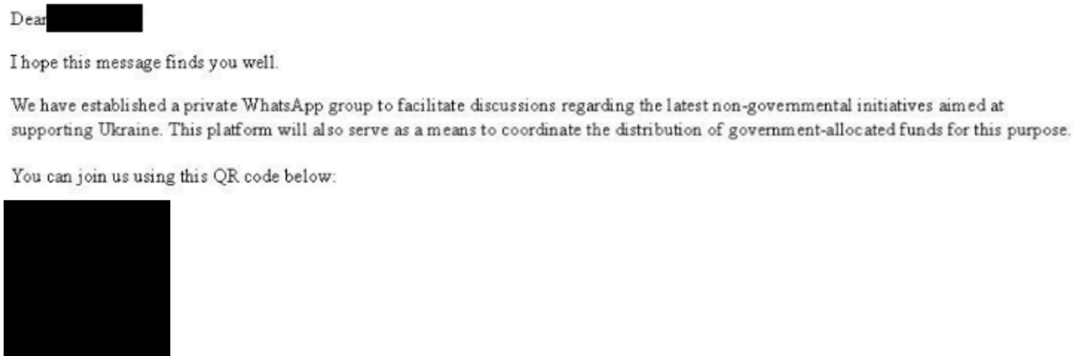 Dear
I hope this message finds you well.
We have established a private WhatsApp group to facilitate discussions regarding the latest non-governmental initiatives aimed at
supporting Ukraine. This platform will also serve as a means to coordinate the distribution of government-allocated funds for this purpose.
You can join us using this QR code below: